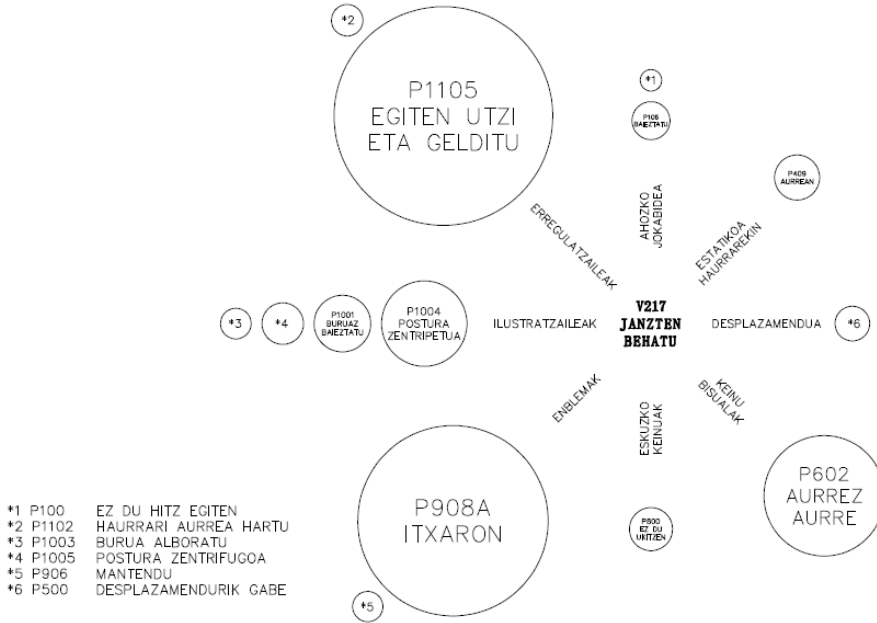 *2
P1105
EGITEN UTZI
ETA GELDITU
*1
P106
BAIEZTATU
P409
AURREAN
ERREGULATZAILEAK
AHOZKO
JOKABIDEA
ESTATIKOA
HAURRAREKIN
*3
*4
P1001
BURUAZ
BAIEZTATU
P1004
POSTURA
ZENTRIPETUA
ILUSTRATZAILEAK
V217
JANZTEN
BEHATU
DESPLAZAMENDUA
*6
ENBLEMAK
ESKUZKO
KEINUAK
KEINU
BISUALAK
P908A
ITXARON
P600
EZ DU
UKITZEN
P602
AURREZ
AURRE
*5
*1 P100 EZ DU HITZ EGITEN
*2 P1102 HAURRARI AURREA HARTU
*3 P1003 BURUA ALBORATU
*4 P1005 POSTURA ZENTRIFUGOA
*5 P906 MANTENDU
*6 P500 DESPLAZAMENDURIK GABE